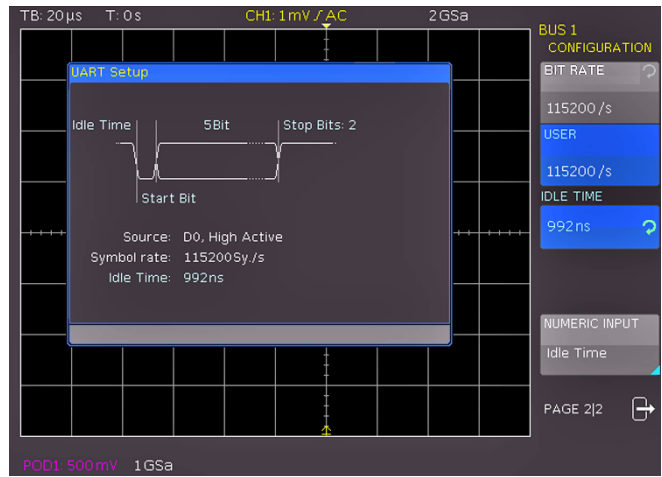 TB: 20µs T: 0s CH1: 1mV AC 2GSa
BUS 1
CONFIGURATION
UART Setup
Idle Time 5Bit Stop Bits: 2
Start Bit
Source: D0, High Active
Symbol rate: 115200Sy./s
Idle Time: 992ns
BIT RATE
115200/s
USER
115200/s
IDLE TIME
992ns
NUMERIC INPUT
Idle Time
PAGE 2|2
POD1: 500mV 1GSa